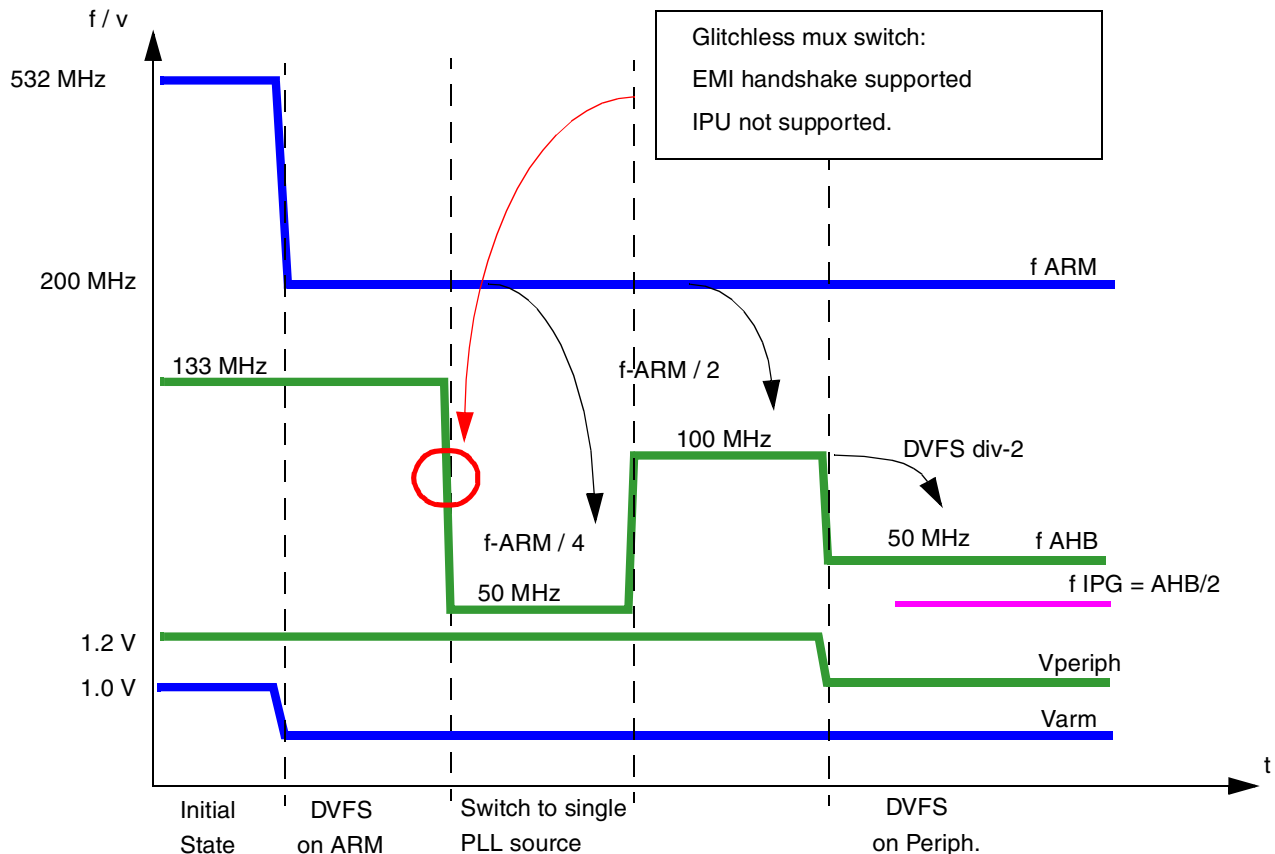 f / v
Glitchless mux switch:
EMI handshake supported
IPU not supported.
532 MHz
200 MHz
f ARM
133 MHz
f-ARM / 2
100 MHz
DVFS div-2
f-ARM / 4
50 MHz
f AHB
50 MHz
f IPG = AHB/2
1.2 V
Vperiph
1.0 V
Varm
t
Initial
State
DVFS
on ARM
Switch to single
PLL source
DVFS
on Periph.